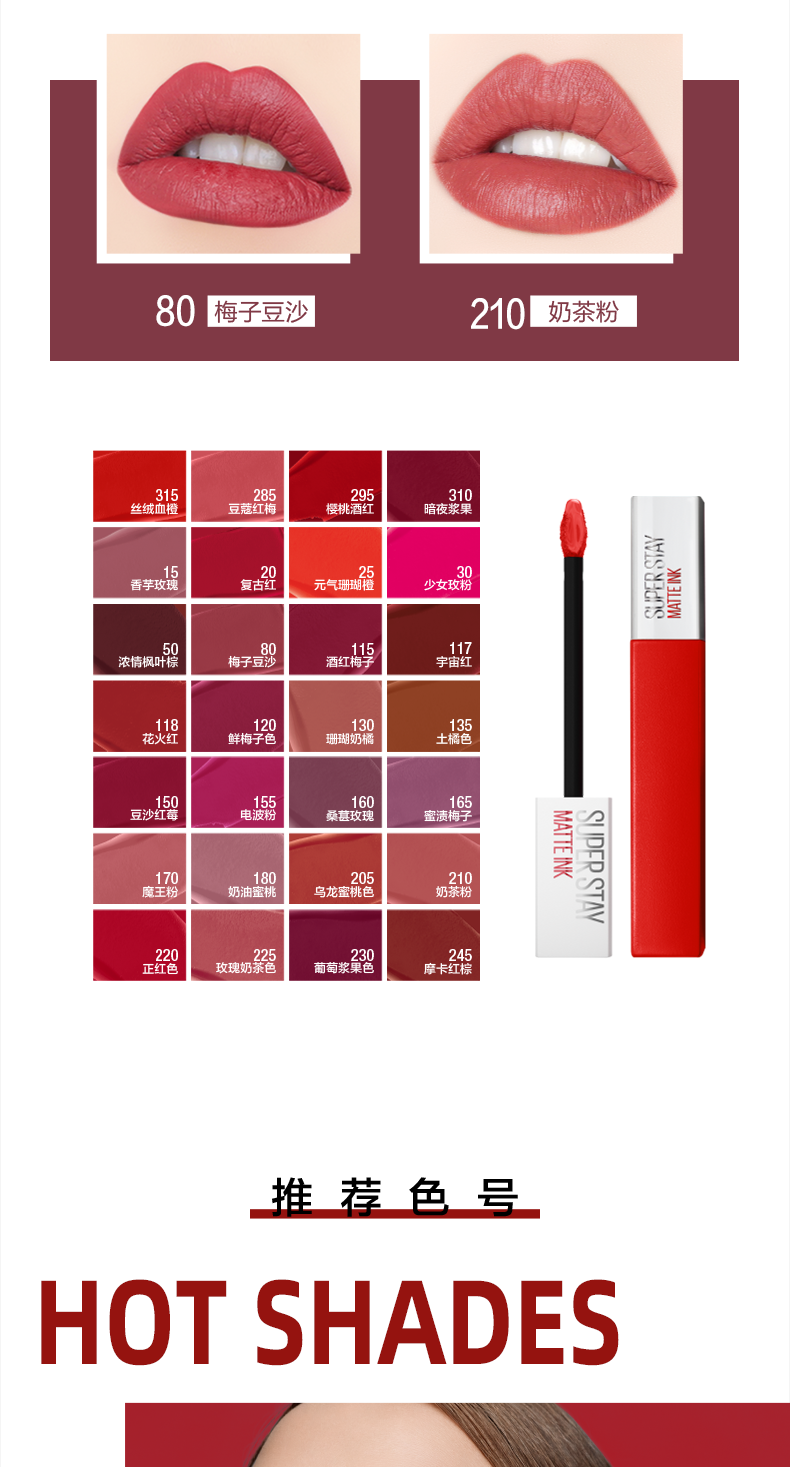 80 梅子豆沙
210 奶茶粉
315
丝绒血橙
285
豆蔻红梅
295
樱桃酒红
310
暗夜浆果
15
香芋玫瑰
20
复古红
25
元气珊瑚橙
30
少女玫粉
50
浓情枫叶棕
80
梅子豆沙
115
酒红梅子
117
宇宙红
118
花火红
120
鲜梅子色
130
珊瑚奶橘
135
土橘色
150
豆沙红莓
155
电波粉
160
桑葚玫瑰
165
蜜渍梅子
170
魔王粉
180
奶油蜜桃
205
乌龙蜜桃色
210
奶茶粉
220
正红色
225
玫瑰奶茶色
230
葡萄浆果色
245
摩卡红棕
SUPER STAY
MATTE INK
SUPER STAY
MATTE INK
推荐色号
HOT SHADES